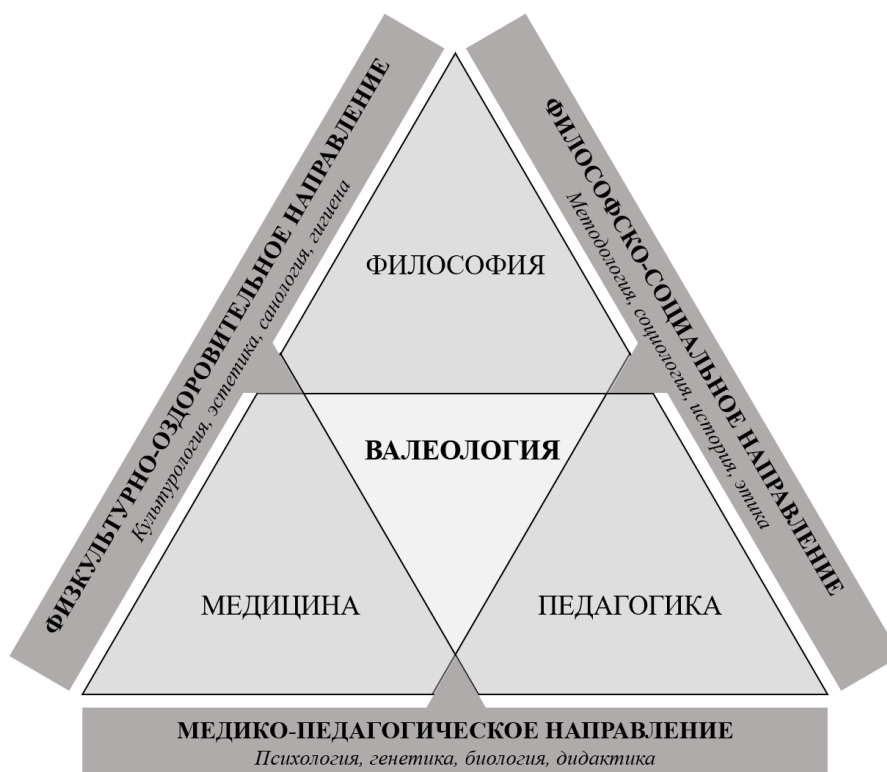 ФИЗКУЛЬТУРНО-ОЗДОРОВИТЕЛЬНОЕ НАПРАВЛЕНИЕ
Культурология, эстетика, санология, гигиена
ФИЛОСОФСКО-СОЦИАЛЬНОЕ НАПРАВЛЕНИЕ
Методология, социология, история, этика
ФИЛОСОФИЯ
ВАЛЕОЛОГИЯ
МЕДИЦИНА
ПЕДАГОГИКА
МЕДИКО-ПЕДАГОГИЧЕСКОЕ НАПРАВЛЕНИЕ
Психология, генетика, биология, дидактика